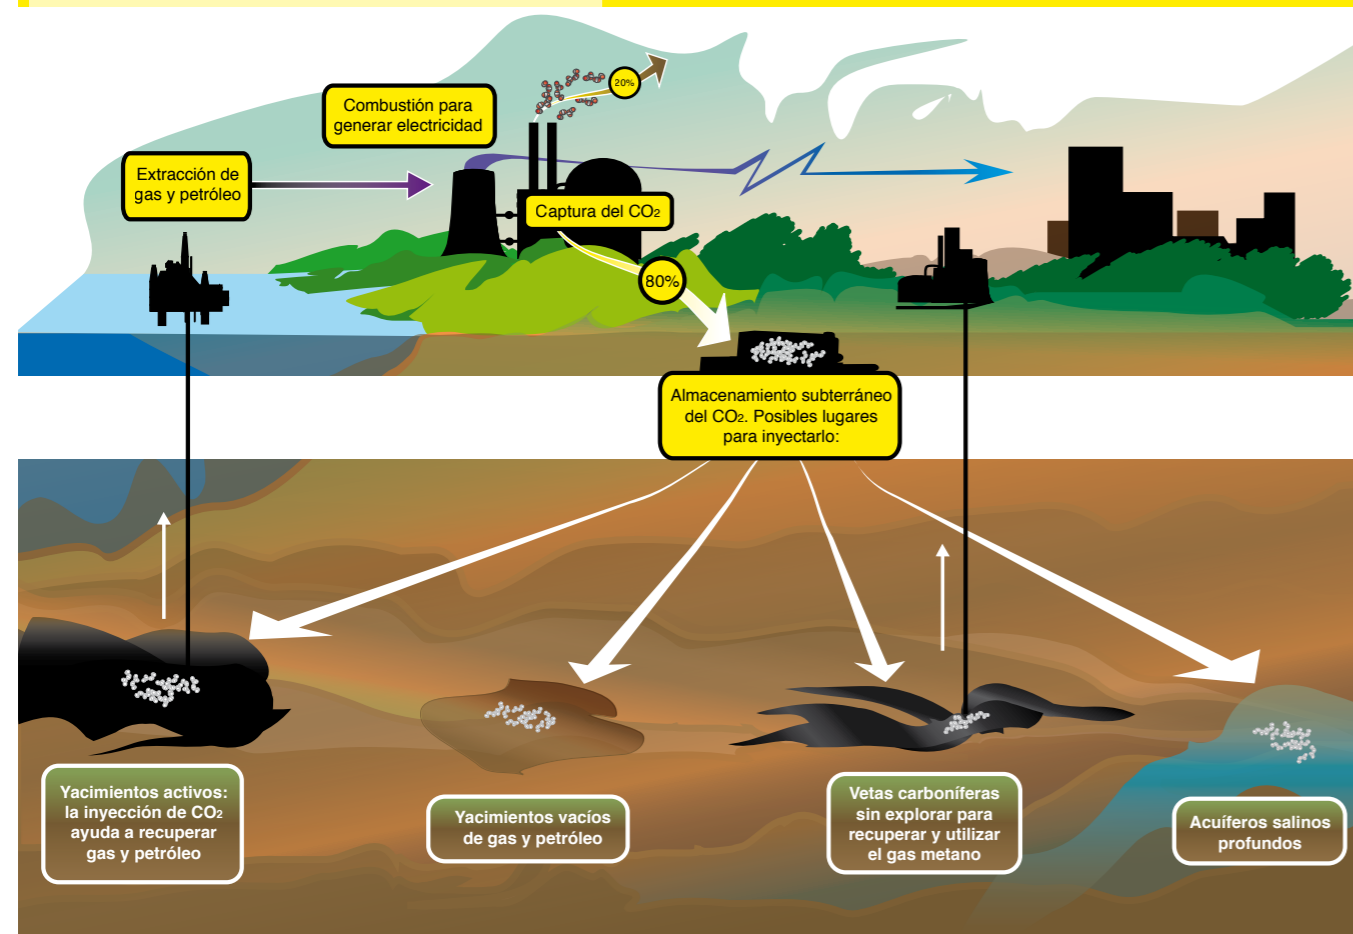 20%
Combustión para
generar electricidad
Extracción de
gas y petróleo
Captura del CO2
80%
Almacenamiento subterráneo
del CO2. Posibles lugares
para inyectarlo:
Yacimientos activos:
la inyección de CO2
ayuda a recuperar
gas y petróleo
Yacimientos vacíos
de gas y petróleo
Vetas carboníferas
sin explorar para
recuperar y utilizar
el gas metano
Acuíferos salinos
profundos